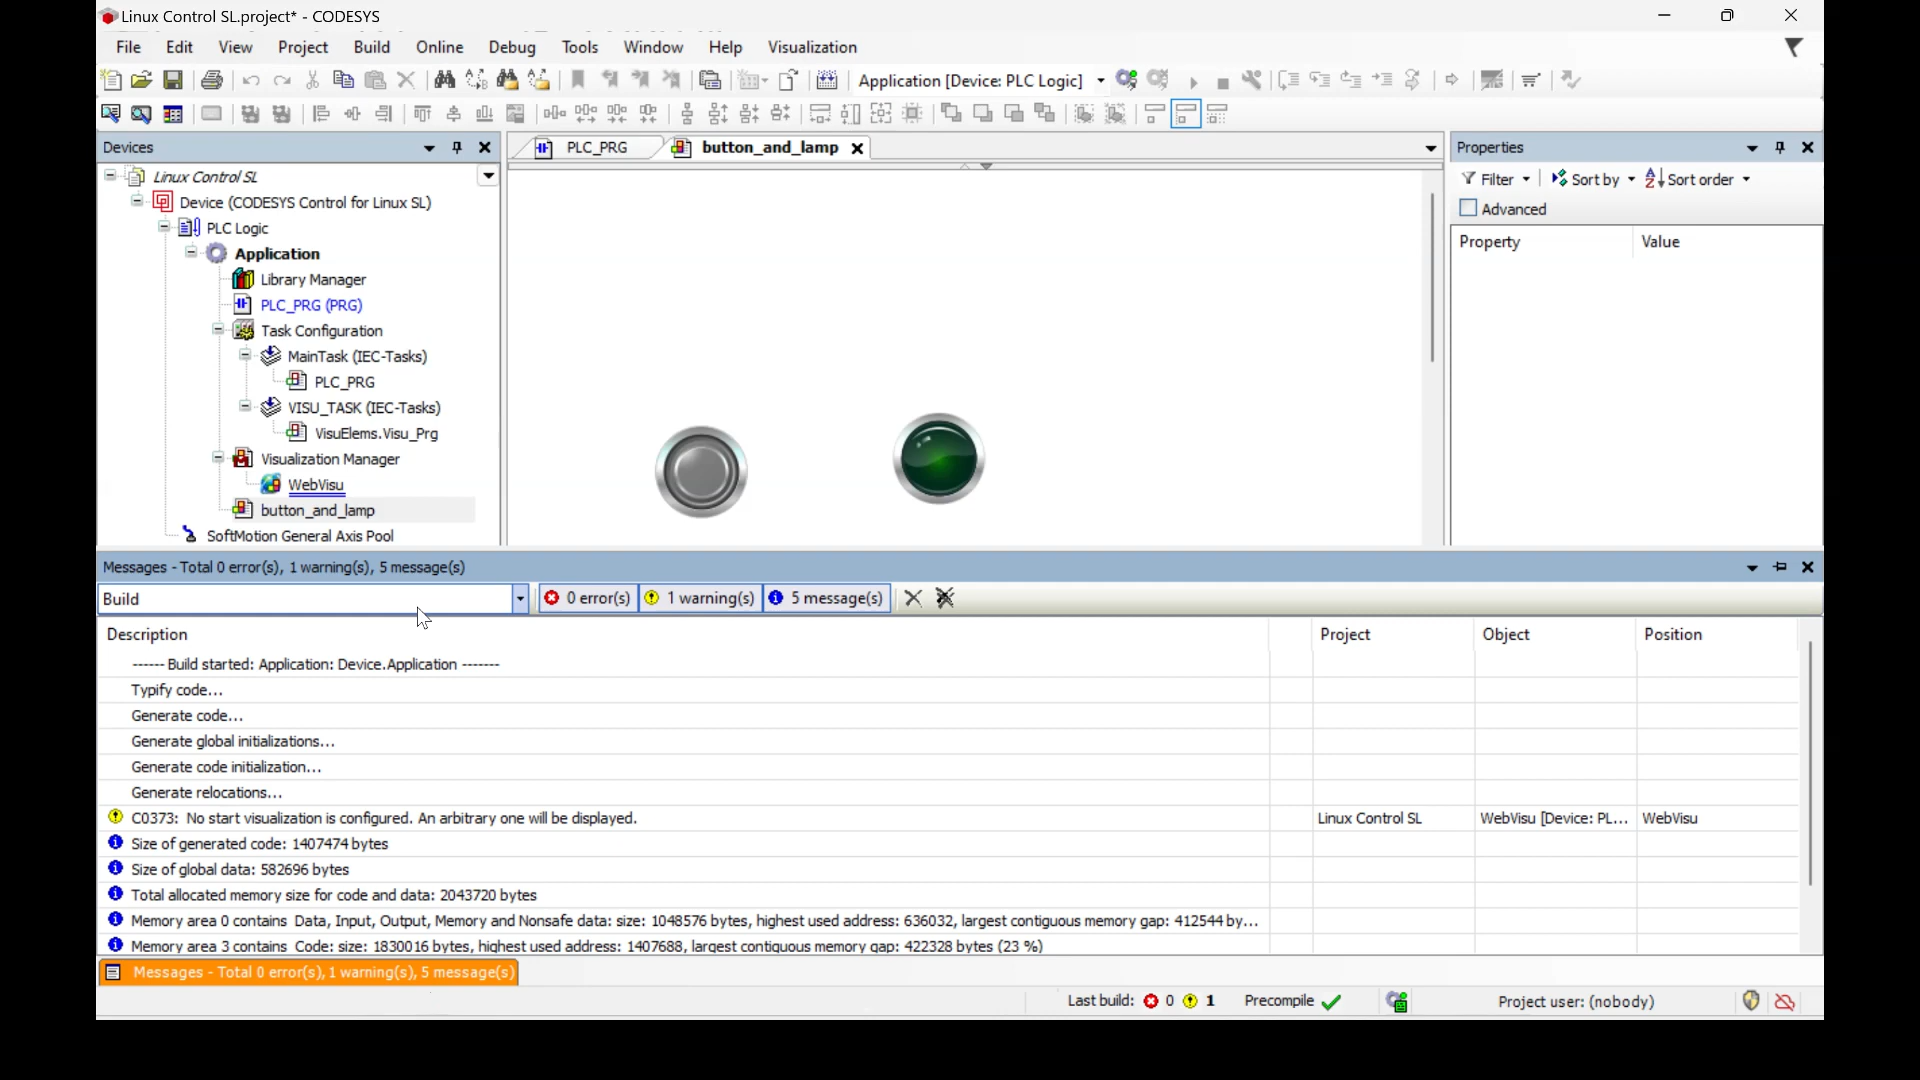 Linux Control SL.project* - CODESYS
File Edit View Project Build Online Debug Tools Window Help Visualization
Application [Device: PLC Logic]
Devices
Linux Control SL
Device (CODESYS Control for Linux SL)
PLC Logic
Application
Library Manager
PLC_PRG (PRG)
Task Configuration
MainTask (IEC-Tasks)
PLC_PRG
VISU_TASK (IEC-Tasks)
VisuElems.Visu_Prg
Visualization Manager
WebVisu
button_and_lamp
SoftMotion General Axis Pool
PLC_PRG button_and_lamp
Properties
Filter Sort by Sort order
Advanced
Property Value
Messages - Total 0 error(s), 1 warning(s), 5 message(s)
Build 0 error(s) 1 warning(s) 5 message(s)
Description Project Object Position
------ Build started: Application: Device.Application -------
Typify code...
Generate code...
Generate global initializations...
Generate code initialization...
Generate relocations...
C0373: No start visualization is configured. An arbitrary one will be displayed. Linux Control SL WebVisu [Device: PL... WebVisu
Size of generated code: 1407474 bytes
Size of global data: 582696 bytes
Total allocated memory size for code and data: 2043720 bytes
Memory area 0 contains Data, Input, Output, Memory and Nonsafe data: size: 1048576 bytes, highest used address: 636032, largest contiguous memory gap: 412544 by...
Memory area 3 contains Code: size: 1830016 bytes, highest used address: 1407688, largest contiguous memory gap: 422328 bytes (23 %)
Messages - Total 0 error(s), 1 warning(s), 5 message(s)
Last build: 0 1 Precompile Project user: (nobody)